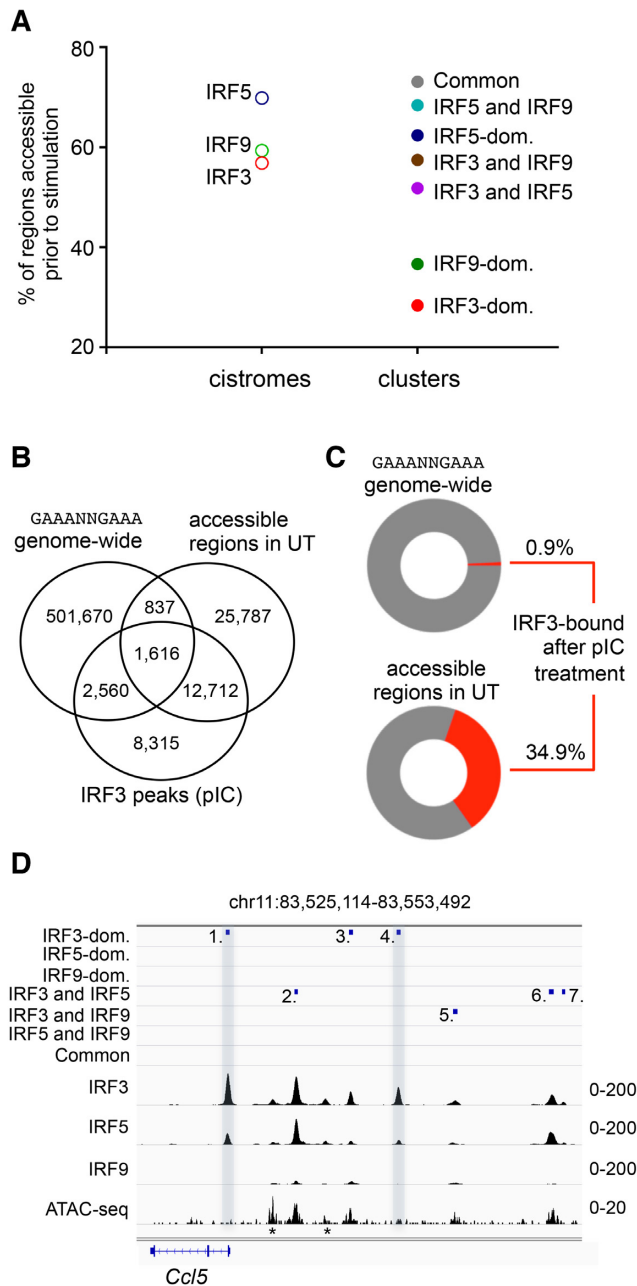 A
80
60
40
20
% of regions accessible
prior to stimulation
IRF5
IRF9
IRF3
Common
IRF5 and IRF9
IRF5-dom.
IRF3 and IRF9
IRF3 and IRF5
IRF9-dom.
IRF3-dom.
cistromes
clusters
B
GAAANNGAAA
genome-wide
accessible
regions in UT
501,670
837
25,787
1,616
2,560
12,712
8,315
IRF3 peaks (pIC)
C
GAAANNGAAA
genome-wide
0.9%
IRF3-bound
after pIC
treatment
accessible
regions in UT
34.9%
D
chr11:83,525,114-83,553,492
IRF3-dom. 1. 3. 4.
IRF5-dom.
IRF9-dom.
IRF3 and IRF5 2. 6. 7.
IRF3 and IRF9 5.
IRF5 and IRF9
Common
IRF3 0-200
IRF5 0-200
IRF9 0-200
ATAC-seq 0-20
* *
Ccl5